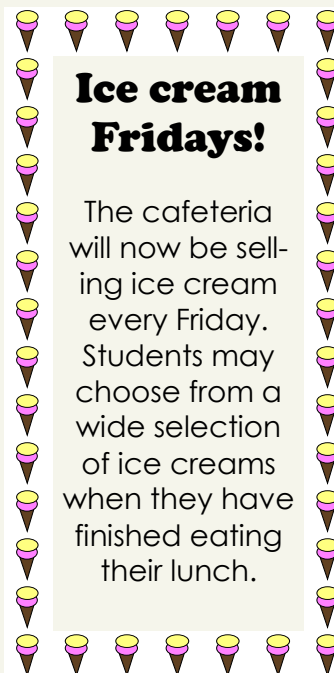 Ice cream
Fridays!
The cafeteria
will now be sell-
ing ice cream
every Friday.
Students may
choose from a
wide selection
of ice creams
when they have
finished eating
their lunch.